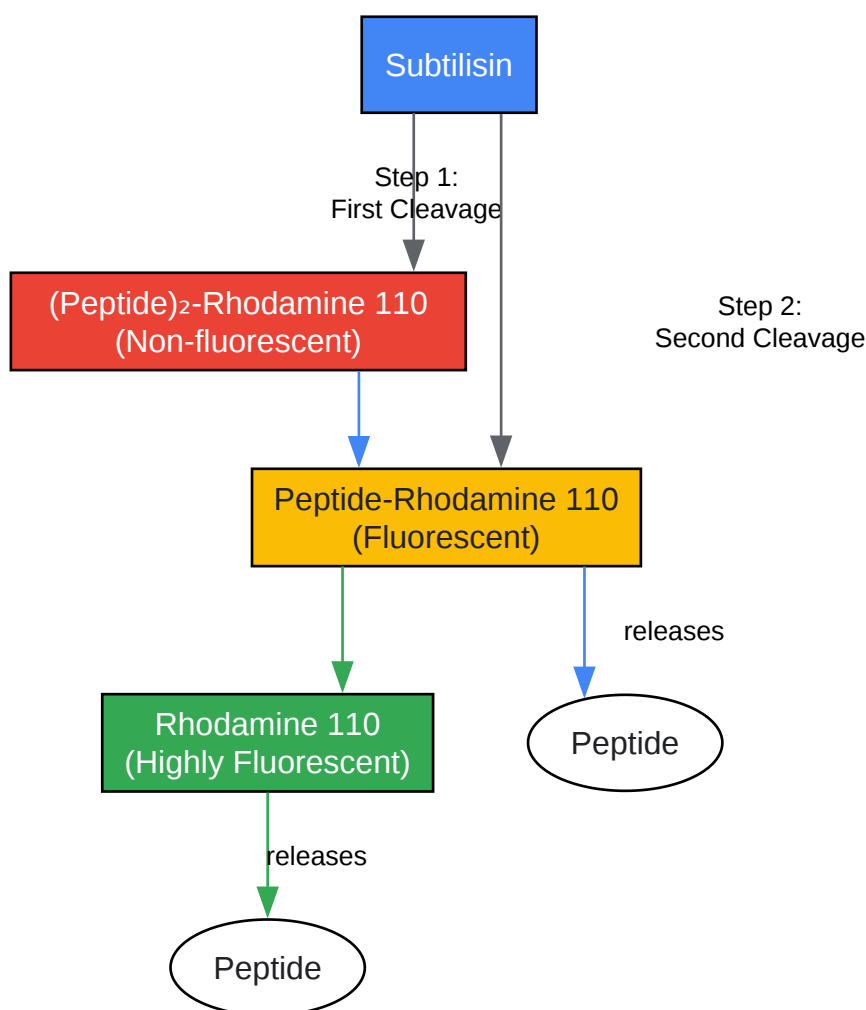 Subtilisin
Step 1:
First Cleavage
(Peptide)₂-Rhodamine 110
(Non-fluorescent)
Step 2:
Second Cleavage
Peptide-Rhodamine 110
(Fluorescent)
releases
Rhodamine 110
(Highly Fluorescent)
Peptide
releases
Peptide